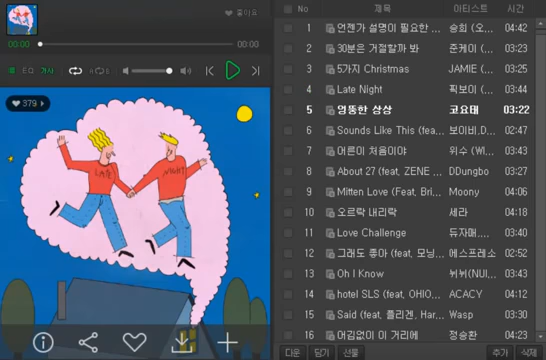 좋아요
00:00 00:00
EQ 가사
379
LATE NIGHT
No 제목 아티스트 시간
1 언젠가 설명이 필요한 ... 승희 (오... 04:42
2 30분은 거절할까 봐 준케이 (... 03:23
3 5가지 Christmas JAMIE (... 03:25
4 Late Night 픽보이 (... 03:44
5 엉뚱한 상상 코요태 03:22
6 Sounds Like This (fea... 보이비,D... 02:47
7 어른이 처음이야 위수 (WI... 03:43
8 About 27 (feat, ZENE ... DDungbo 03:27
9 Mitten Love (Feat, Bri... Moony 04:06
10 오르락 내리락 세라 04:18
11 Love Challenge 듀자매,... 03:40
12 그래도 좋아 (feat, 모닝... 에스프레소 02:52
13 Oh I Know 뉘뉘(NUI... 03:43
14 hotel SLS (feat, OHIO... ACACY 04:12
15 Said (feat, 플리겐, Har... Wasp 03:30
16 어김없이 이 거리에 정승환 04:23
다운 담기 선물 추가 삭제